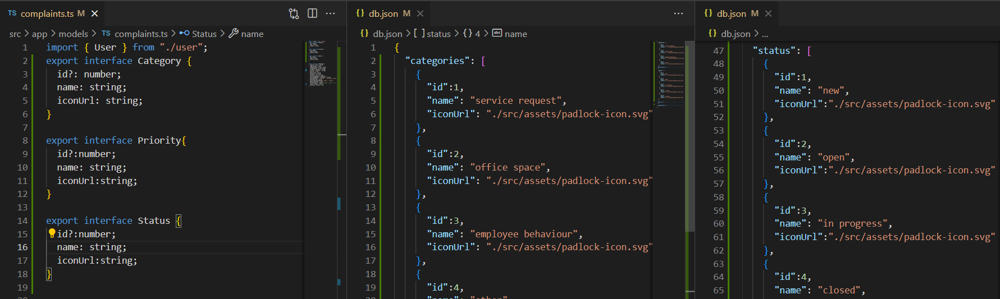 TS complaints.ts M
src > app > models > TS complaints.ts > Status > name
1 import { User } from "./user";
2 export interface Category {
3 id?: number;
4 name: string;
5 iconUrl: string;
6 }
7
8 export interface Priority{
9 id?:number;
10 name: string;
11 iconUrl:string;
12 }
13
14 export interface Status {
15 id?:number;
16 name: string;
17 iconUrl:string;
18 }
19
{} db.json M
{} db.json > [ ] status > {} 4 > abc name
1 {
2 "categories": [
3 {
4 "id":1,
5 "name": "service request",
6 "iconUrl": "./src/assets/padlock-icon.svg"
7 },
8 {
9 "id":2,
10 "name": "office space",
11 "iconUrl": "./src/assets/padlock-icon.svg"
12 },
13 {
14 "id":3,
15 "name": "employee behaviour",
16 "iconUrl": "./src/assets/padlock-icon.svg"
17 },
18 {
19 "id":4,
{} db.json M
{} db.json > ...
47 "status": [
48 {
49 "id":1,
50 "name": "new",
51 "iconUrl":"./src/assets/padlock-icon.svg"
52 },
53 {
54 "id":2,
55 "name": "open",
56 "iconUrl":"./src/assets/padlock-icon.svg"
57 },
58 {
59 "id":3,
60 "name": "in progress",
61 "iconUrl":"./src/assets/padlock-icon.svg"
62 },
63 {
64 "id":4,
65 "name": "closed",